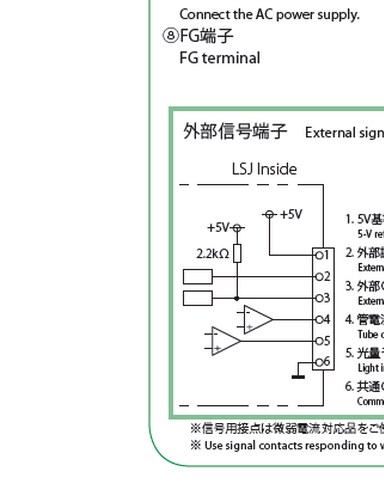 Connect the AC power supply.
⑧FG端子
FG terminal
外部信号端子 External sign
LSJ Inside
+5V
+5V
2.2kΩ
1
2
3
4
5
6
1. 5V基
5-V re
2. 外部
Extern
3. 外部
Extern
4. 管電
Tube
5. 光量
Light i
6. 共通
Comm
※信号用接点は微弱電流対応品をご
※ Use signal contacts responding to